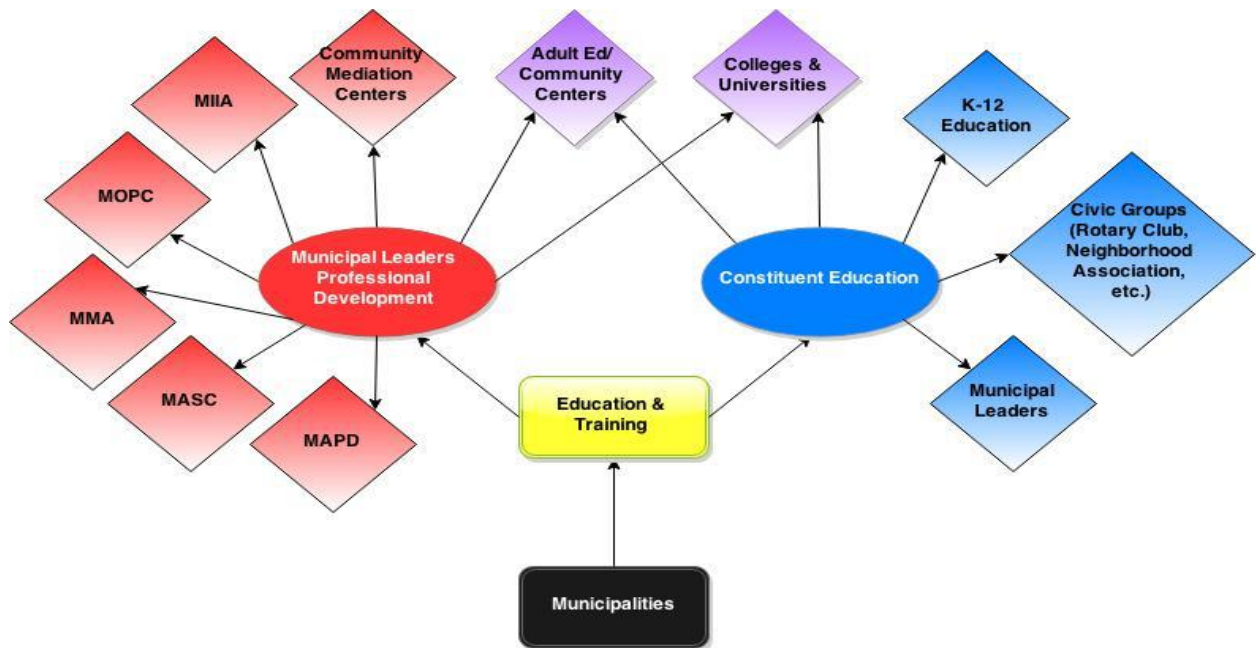 Community
Mediation
Centers
Adult Ed/
Community
Centers
Colleges &
Universities
MIIA
K-12
Education
MOPC
Civic Groups
(Rotary Club,
Neighborhood
Association,
etc.)
Municipal Leaders
Professional
Development
Constituent Education
MMA
MASC
MAPD
Education &
Training
Municipal
Leaders
Municipalities